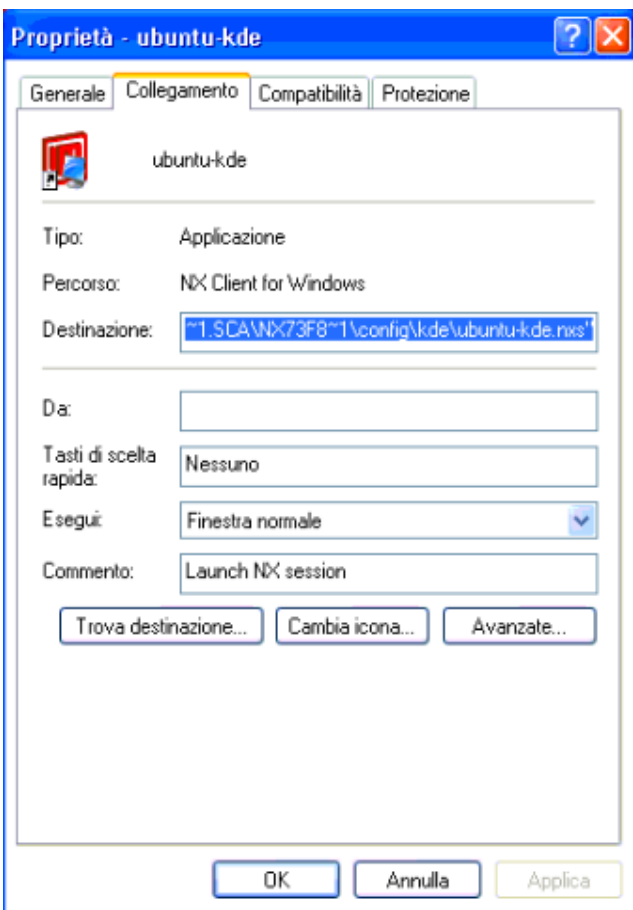 Proprietà - ubuntu-kde
Generale Collegamento Compatibilità Protezione
ubuntu-kde
Tipo: Applicazione
Percorso: NX Client for Windows
Destinazione: ~1.SCA\NX73F8~1\config\kde\ubuntu-kde.nxs"
Da:
Tasti di scelta rapida: Nessuno
Esegui: Finestra normale
Commento: Launch NX session
Trova destinazione... Cambia icona... Avanzate...
OK Annulla Applica